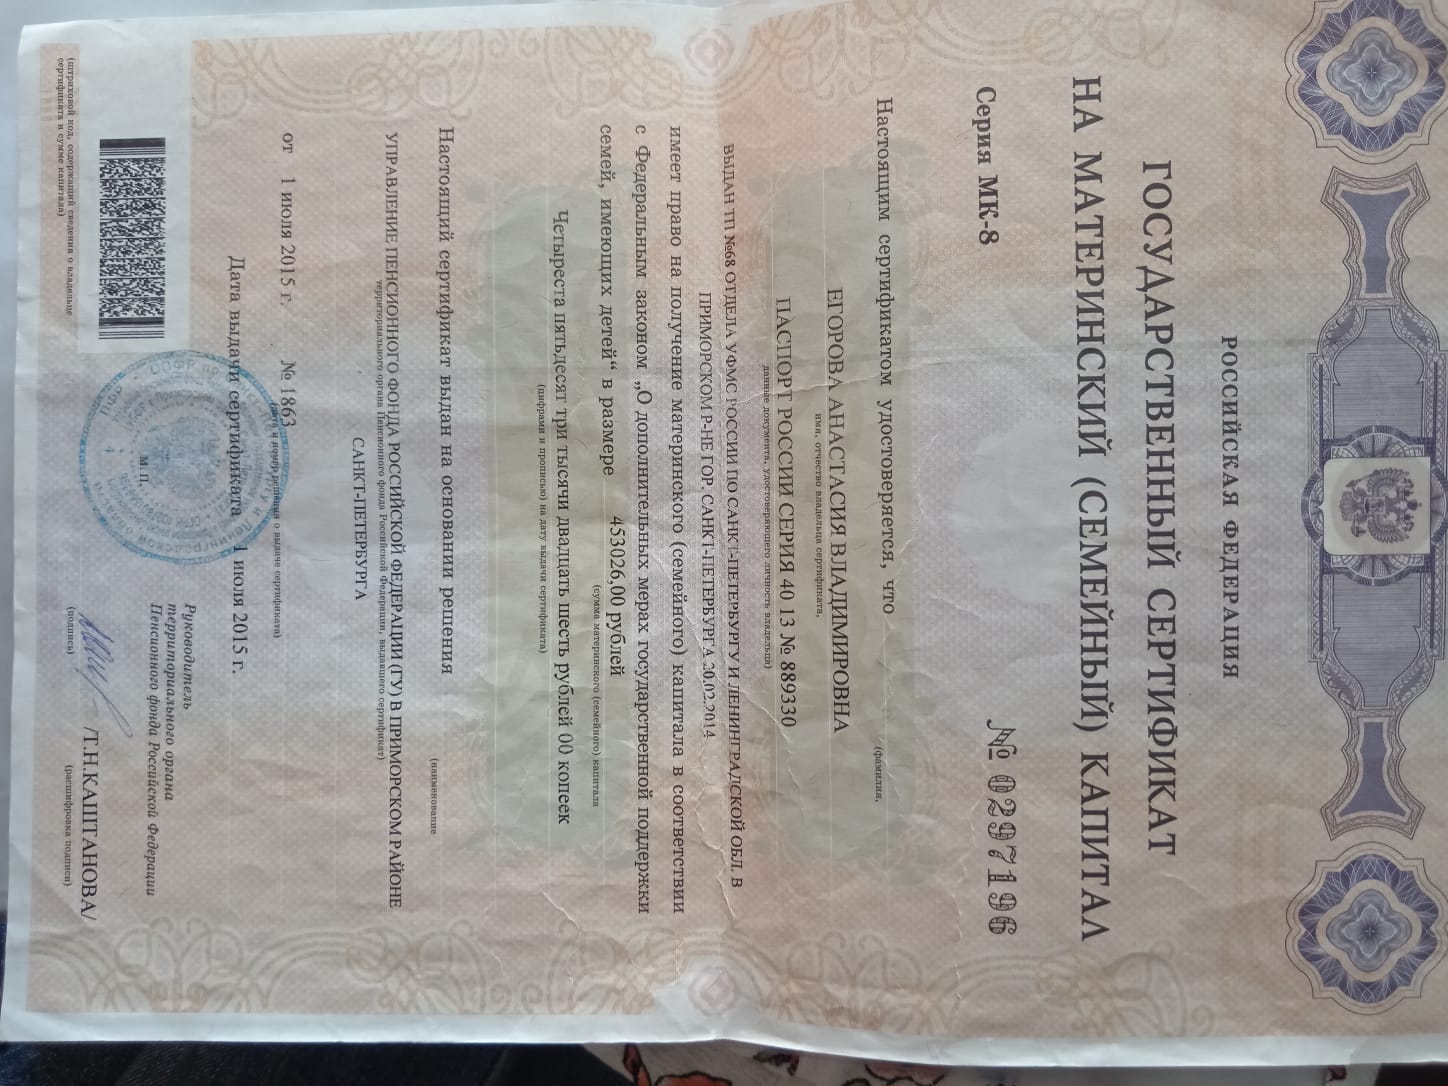 РОССИЙСКАЯ ФЕДЕРАЦИЯ
ГОСУДАРСТВЕННЫЙ СЕРТИФИКАТ
НА МАТЕРИНСКИЙ (СЕМЕЙНЫЙ) КАПИТАЛ
Серия МК-8 № 0297196
Настоящим сертификатом удостоверяется, что
(фамилия,
ЕГОРОВА АНАСТАСИЯ ВЛАДИМИРОВНА
имя, отчество владельца сертификата,
ПАСПОРТ РОССИИ СЕРИЯ 40 13 № 889330
данные документа, удостоверяющего личность владельца)
ВЫДАН ТП №68 ОТДЕЛА УФМС РОССИИ ПО САНКТ-ПЕТЕРБУРГУ И ЛЕНИНГРАДСКОЙ ОБЛ. В
ПРИМОРСКОМ Р-НЕ ГОР. САНКТ-ПЕТЕРБУРГА 20.02.2014
имеет право на получение материнского (семейного) капитала в соответствии
с Федеральным законом „О дополнительных мерах государственной поддержки
семей, имеющих детей“ в размере 453026,00 рублей
(сумма материнского (семейного) капитала
Четыреста пятьдесят три тысячи двадцать шесть рублей 00 копеек
(цифрами и прописью) на дату выдачи сертификата)
Настоящий сертификат выдан на основании решения
(наименование
УПРАВЛЕНИЕ ПЕНСИОННОГО ФОНДА РОССИЙСКОЙ ФЕДЕРАЦИИ (ГУ) В ПРИМОРСКОМ РАЙОНЕ
территориального органа Пенсионного фонда Российской Федерации, выдавшего сертификат)
САНКТ-ПЕТЕРБУРГА
от 1 июля 2015 г. № 1863
(дата и номер решения о выдаче сертификата)
Дата выдачи сертификата 1 июля 2015 г.
Руководитель
территориального органа
Пенсионного фонда Российской Федерации
М.П.
/Т.Н.КАШТАНОВА/
(подпись) (расшифровка подписи)
(штриховой код, содержащий сведения о владельце
сертификата и сумме капитала)